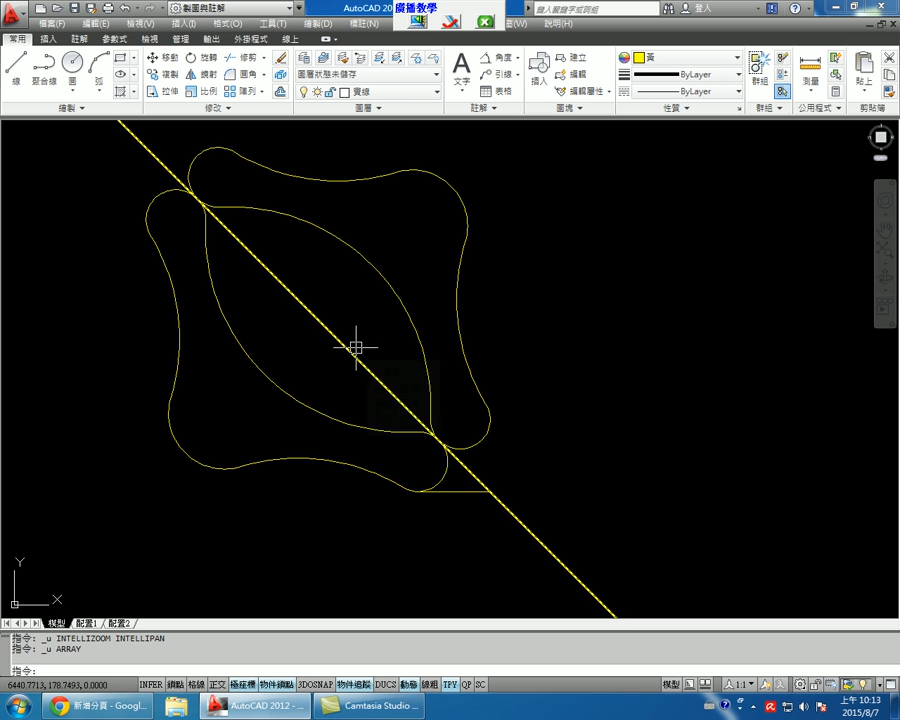 製圖與註解
AutoCAD 20
廣播教學
輸入關鍵字或詞組
登入
檔案(F) 編輯(E) 檢視(V) 插入(I) 格式(O) 工具(T) 繪製(D) 標註(N) 說明(H)
常用 插入 註解 參數式 檢視 管理 輸出 外掛程式 線上
線 聚合線 圓 弧
移動 旋轉 修剪
複製 鏡射 圓角
拉伸 比例 陣列
圖層狀態未儲存
實線
文字
角度
引線
表格
插入
建立
編輯
編輯屬性
黃
ByLayer
ByLayer
群組
測量
貼上
繪製 修改 圖層 註解 圖塊 性質 群組 公用程式 剪貼簿
Y
X
模型 配置1 配置2
指令: _u INTELLIZOOM INTELLIPAN
指令: _u ARRAY
指令:
6440.7713, 178.7493, 0.0000
INFER 鎖點 格線 正交 極座標 物件鎖點 3DOSNAP 物件追蹤 DUCS 動態 線粗 TPY QP SC
模型 1:1
新增分頁 - Googl...
AutoCAD 2012 - ...
Camtasia Studio ...
上午 10:13
2015/8/7